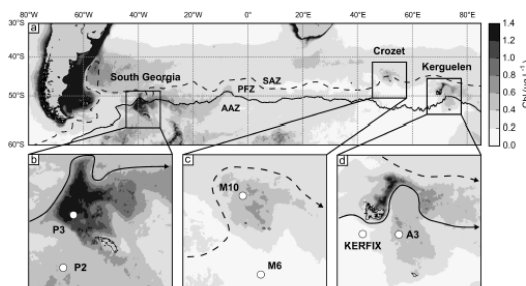 80°W 60°W 40°W 20°W 0° 20°E 40°E 60°E 80°E
30°S
40°S
50°S
60°S
a
South Georgia
SAZ
PFZ
AAZ
Crozet
Kerguelen
1.4
1.2
1.0
0.8
0.6
0.4
0.2
0.0
b
P3
P2
c
M10
M6
d
KERFIX
A3